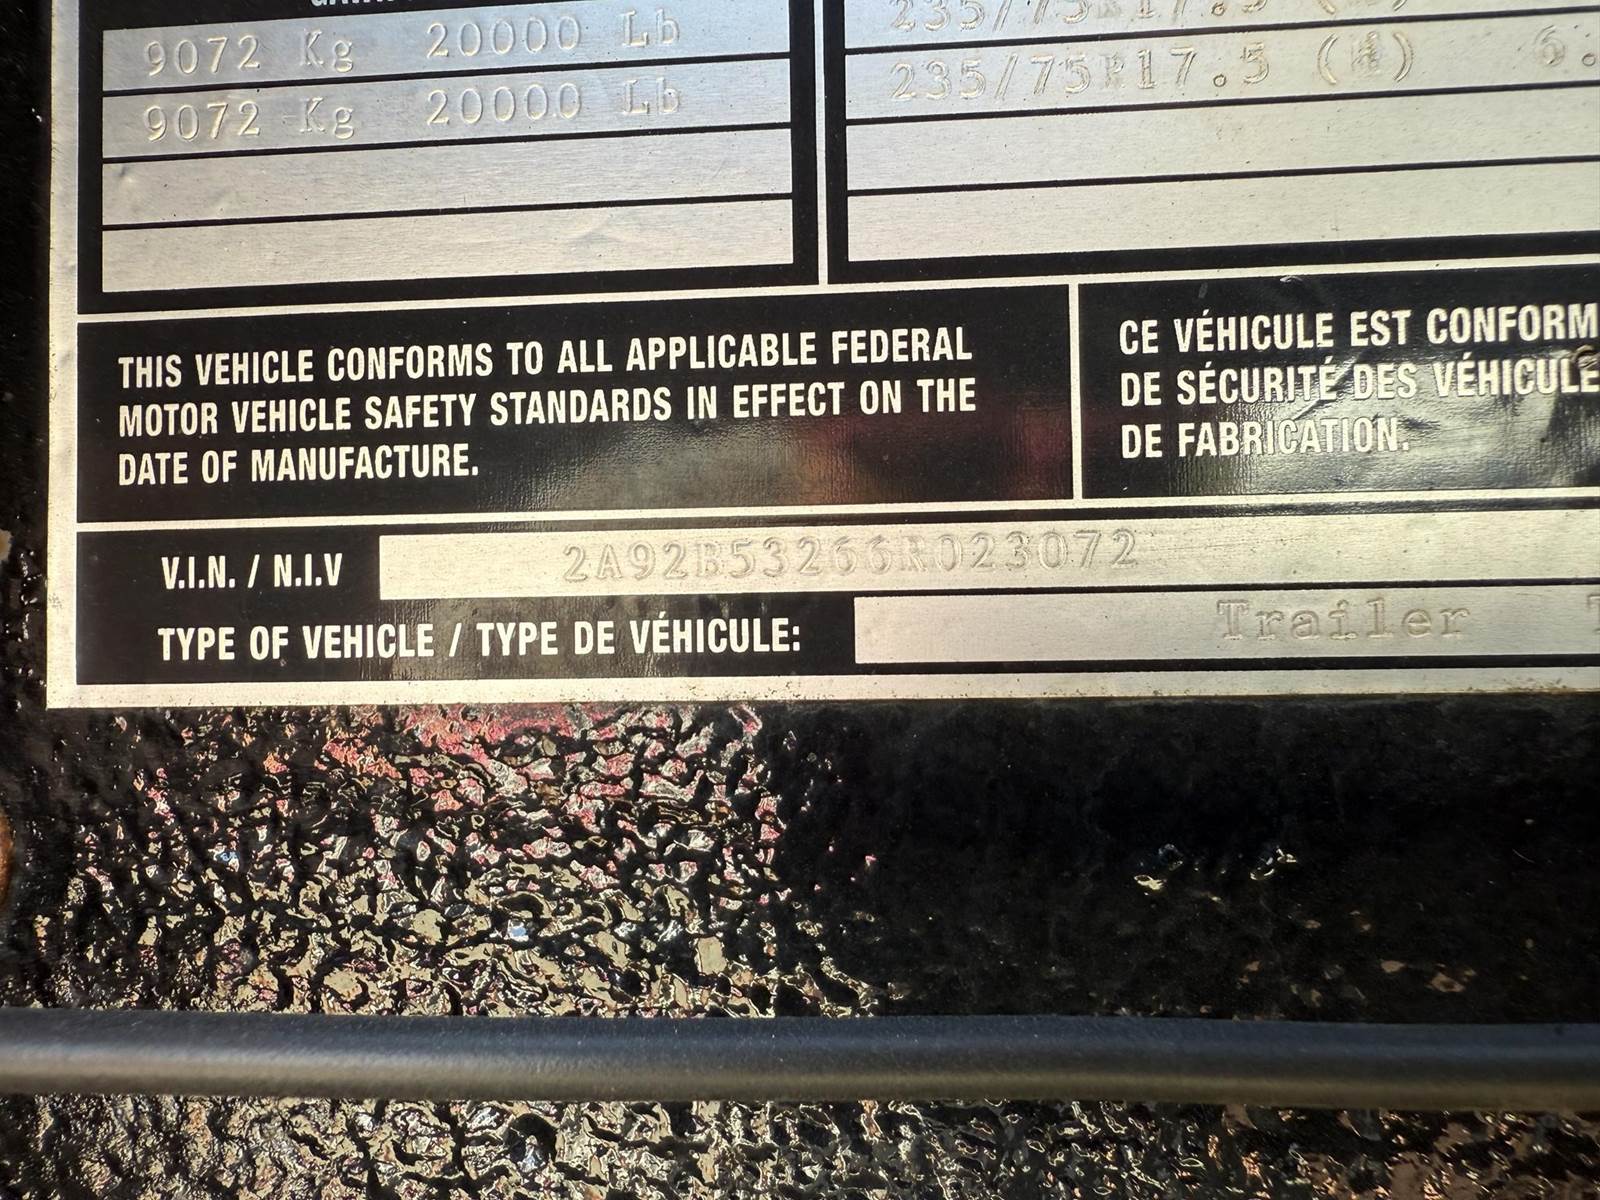 9072 Kg 20000 Lb
9072 Kg 20000 Lb
235/75R17.5 (H)
235/75R17.5 (H) 6.
THIS VEHICLE CONFORMS TO ALL APPLICABLE FEDERAL
MOTOR VEHICLE SAFETY STANDARDS IN EFFECT ON THE
DATE OF MANUFACTURE.
CE VÉHICULE EST CONFORM
DE SÉCURITÉ DES VÉHICULE
DE FABRICATION.
V.I.N. / N.I.V 2A92B53266R023072
TYPE OF VEHICLE / TYPE DE VÉHICULE: Trailer